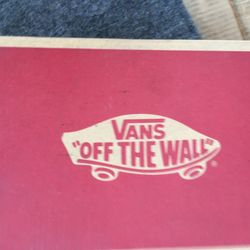 VANS
"OFF THE WALL"
®